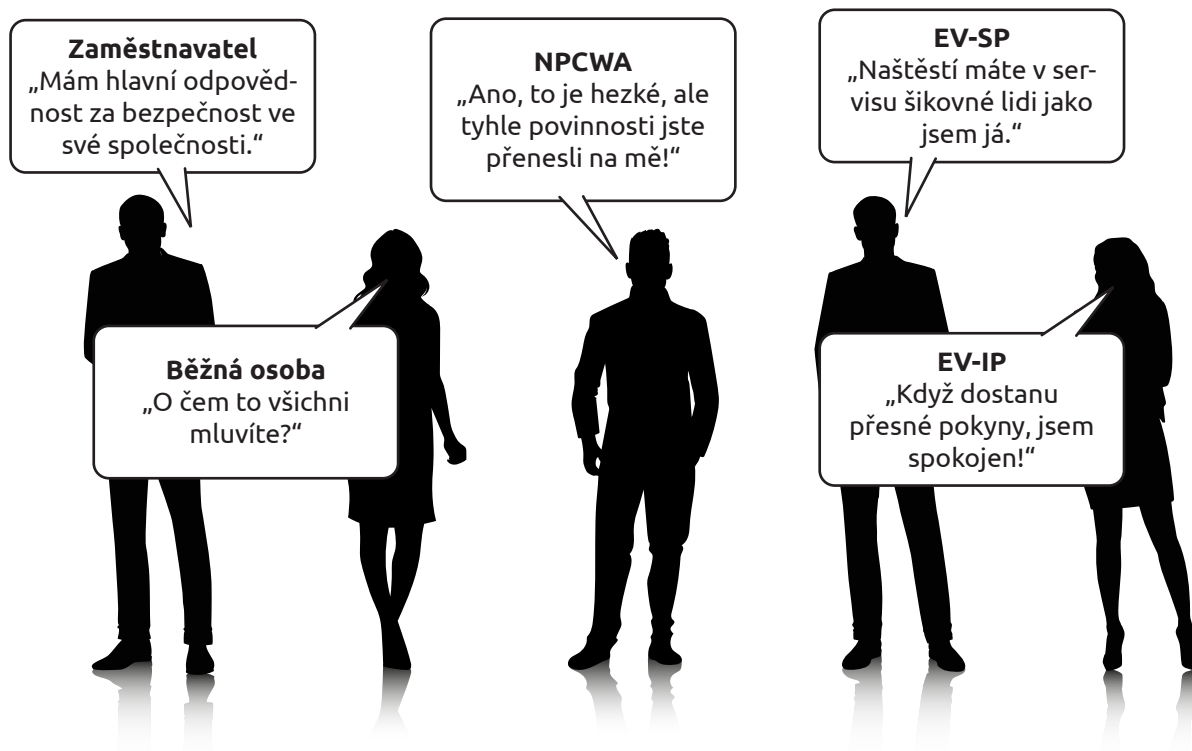 Zaměstnavatel
„Mám hlavní odpověd-
nost za bezpečnost ve
své společnosti.“
Běžná osoba
„O čem to všichni
mluvíte?“
NPCWA
„Ano, to je hezké, ale
tyhle povinnosti jste
přenesli na mě!“
EV-SP
„Naštěstí máte v ser-
visu šikovné lidi jako
jsem já.“
EV-IP
„Když dostanu
přesné pokyny, jsem
spokojen!“